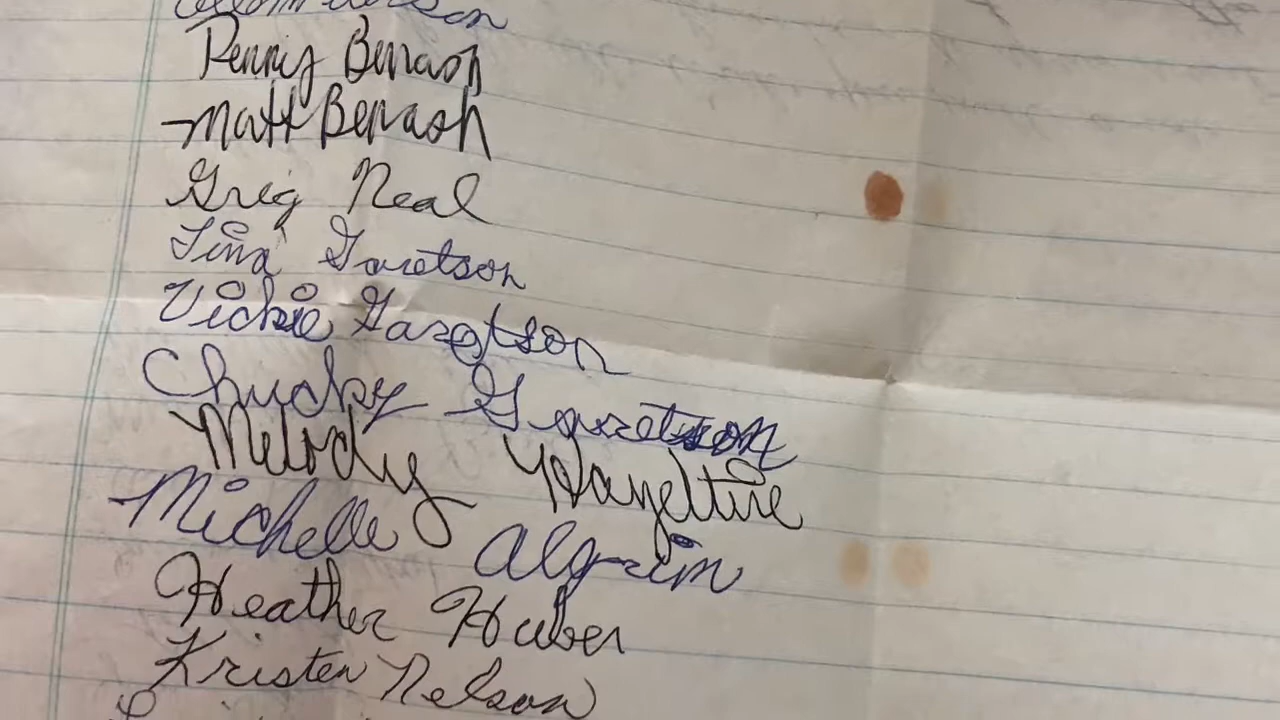 Penny Benash
Matt Benash
Greg Neal
Tina Garetson
Vickie Garetson
Chucky Garetson
Melody Hazeltine
Michelle Algrim
Heather Huber
Kristen Nelson